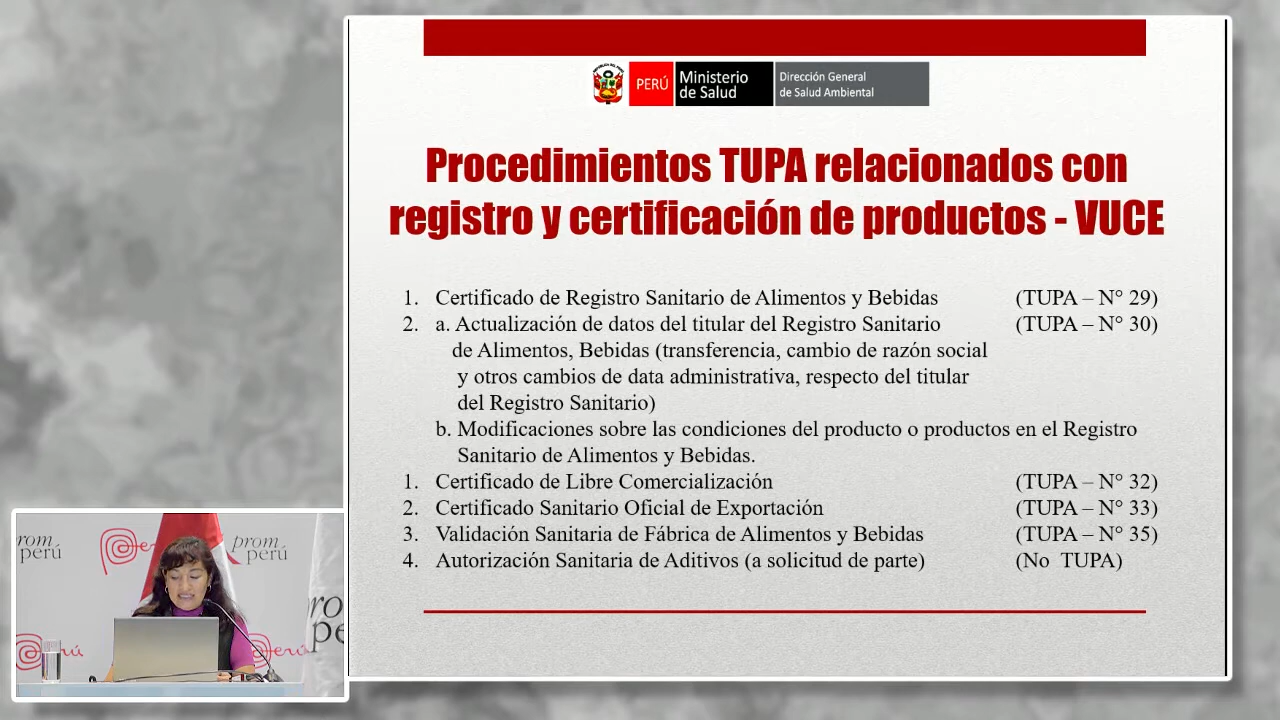 PERÚ
Ministerio
de Salud
Dirección General
de Salud Ambiental
Procedimientos TUPA relacionados con
registro y certificación de productos - VUCE
1. Certificado de Registro Sanitario de Alimentos y Bebidas (TUPA – N° 29)
2. a. Actualización de datos del titular del Registro Sanitario (TUPA – N° 30)
de Alimentos, Bebidas (transferencia, cambio de razón social
y otros cambios de data administrativa, respecto del titular
del Registro Sanitario)
b. Modificaciones sobre las condiciones del producto o productos en el Registro
Sanitario de Alimentos y Bebidas.
1. Certificado de Libre Comercialización (TUPA – N° 32)
2. Certificado Sanitario Oficial de Exportación (TUPA – N° 33)
3. Validación Sanitaria de Fábrica de Alimentos y Bebidas (TUPA – N° 35)
4. Autorización Sanitaria de Aditivos (a solicitud de parte) (No TUPA)
prom
perú